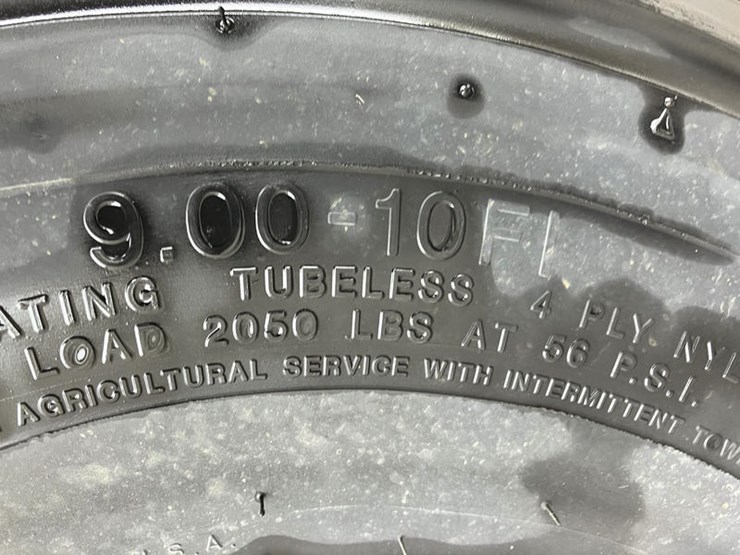 9.00-10FI
ATING TUBELESS 4 PLY NYL
LOAD 2050 LBS AT 56 P.S.I.
AGRICULTURAL SERVICE WITH INTERMITTENT TOW
U.S.A.